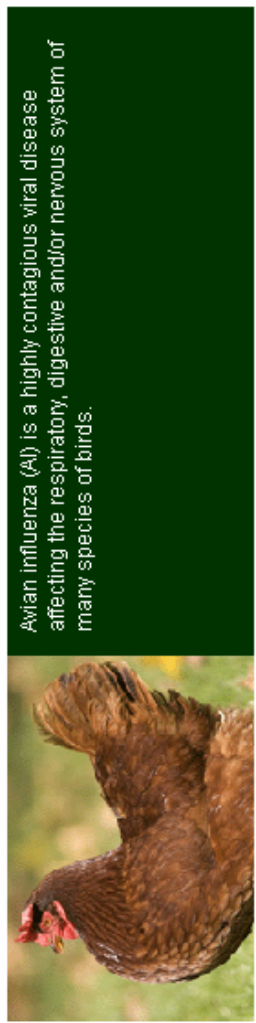 Avian influenza (AI) is a highly contagious viral disease
affecting the respiratory, digestive and/or nervous system of
many species of birds.